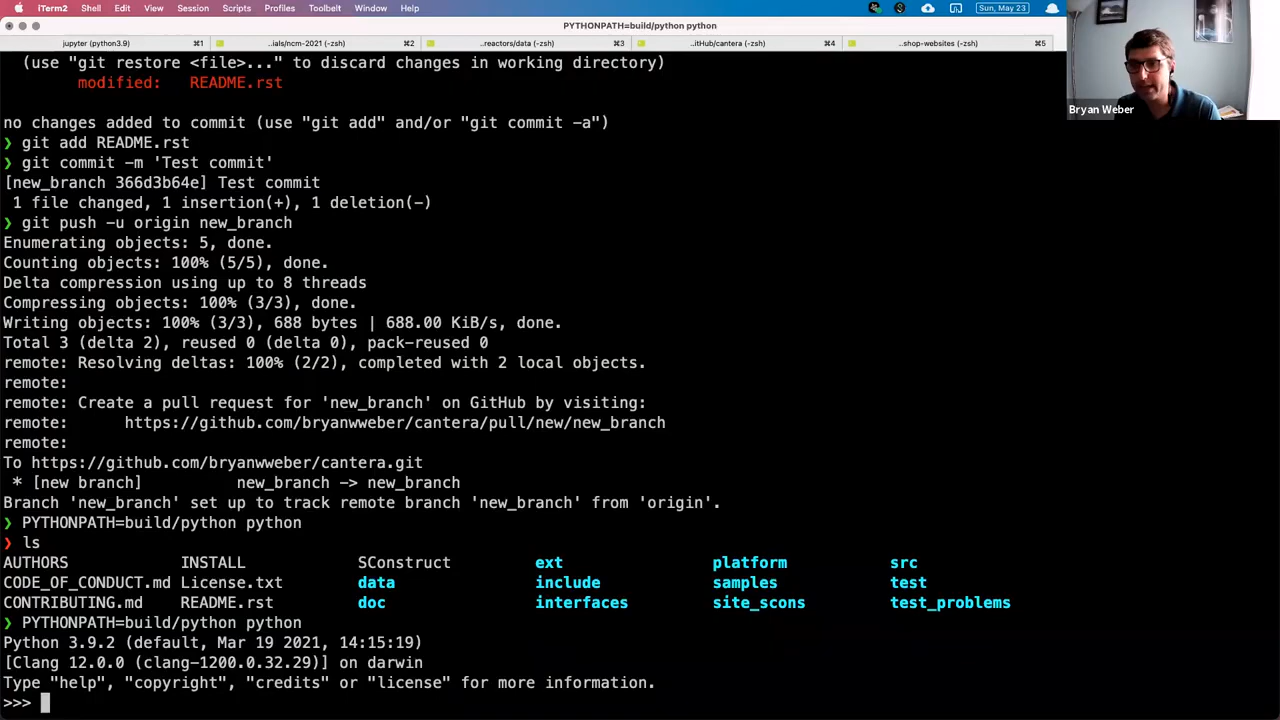 iTerm2 Shell Edit View Session Scripts Profiles Toolbelt Window Help Sun, May 23
PYTHONPATH=build/python python
jupyter (python3.9) ⌘1 ..ials/ncm-2021 (-zsh) ⌘2 ..reactors/data (-zsh) ⌘3 ..itHub/cantera (-zsh) ⌘4 ..shop-websites (-zsh) ⌘5
(use "git restore <file>..." to discard changes in working directory)
modified: README.rst
no changes added to commit (use "git add" and/or "git commit -a")
❯ git add README.rst
❯ git commit -m 'Test commit'
[new_branch 366d3b64e] Test commit
1 file changed, 1 insertion(+), 1 deletion(-)
❯ git push -u origin new_branch
Enumerating objects: 5, done.
Counting objects: 100% (5/5), done.
Delta compression using up to 8 threads
Compressing objects: 100% (3/3), done.
Writing objects: 100% (3/3), 688 bytes | 688.00 KiB/s, done.
Total 3 (delta 2), reused 0 (delta 0), pack-reused 0
remote: Resolving deltas: 100% (2/2), completed with 2 local objects.
remote:
remote: Create a pull request for 'new_branch' on GitHub by visiting:
remote: https://github.com/bryanwweber/cantera/pull/new/new_branch
remote:
To https://github.com/bryanwweber/cantera.git
* [new branch] new_branch -> new_branch
Branch 'new_branch' set up to track remote branch 'new_branch' from 'origin'.
❯ PYTHONPATH=build/python python
❯ ls
AUTHORS INSTALL SConstruct ext platform src
CODE_OF_CONDUCT.md License.txt data include samples test
CONTRIBUTING.md README.rst doc interfaces site_scons test_problems
❯ PYTHONPATH=build/python python
Python 3.9.2 (default, Mar 19 2021, 14:15:19)
[Clang 12.0.0 (clang-1200.0.32.29)] on darwin
Type "help", "copyright", "credits" or "license" for more information.
>>>
Bryan Weber